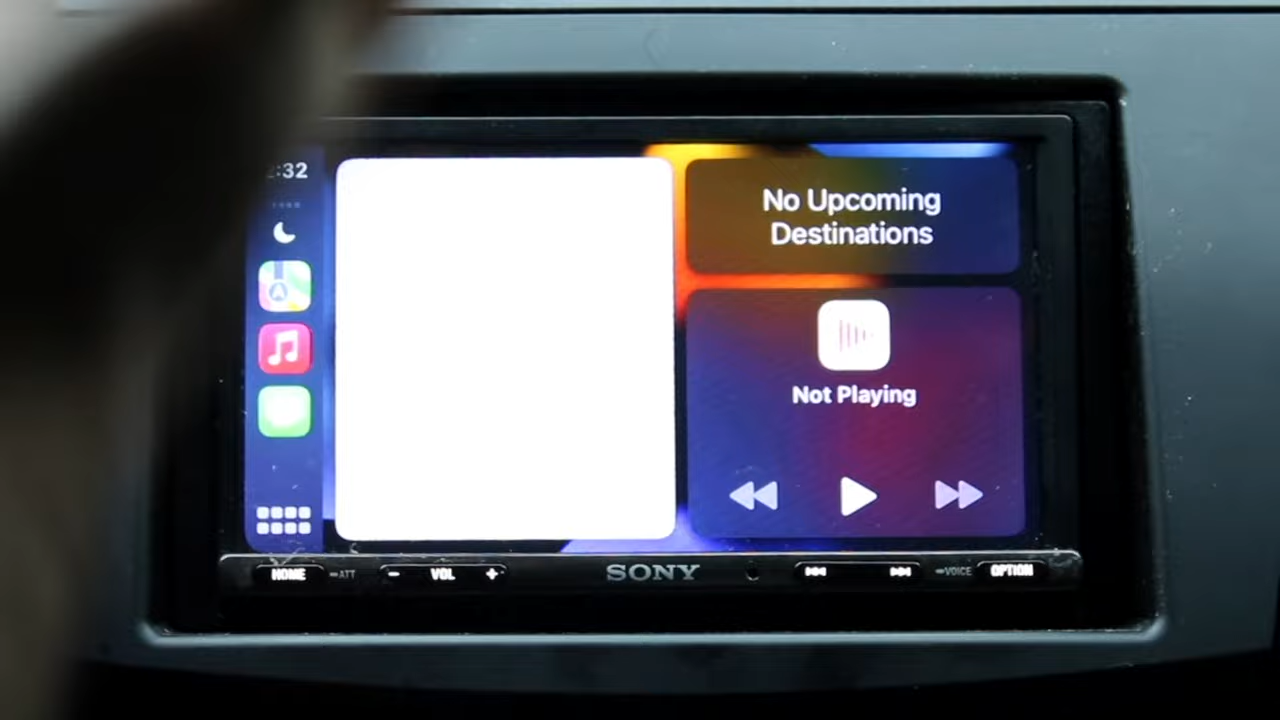 :32
No Upcoming
Destinations
Not Playing
HOME
ATT
- VOL +
SONY
VOICE
OPTION